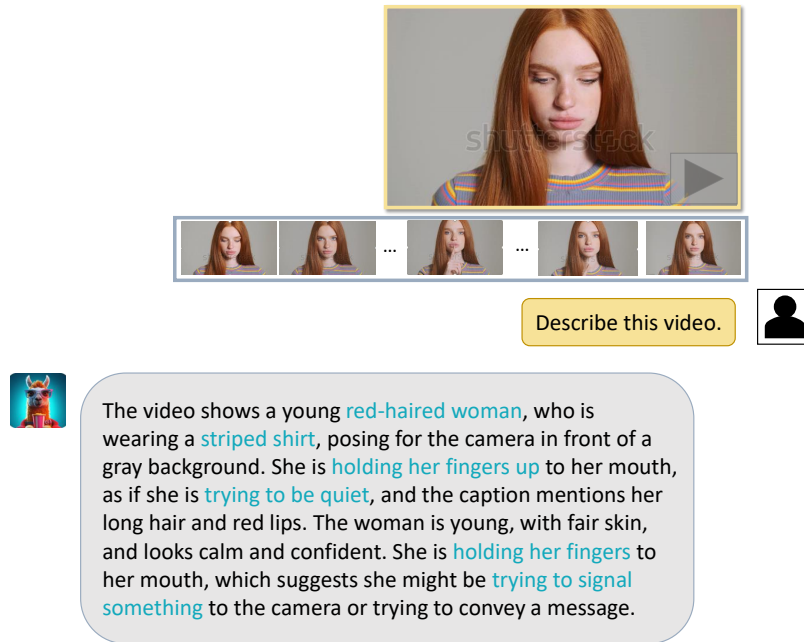 shutterstock
... ...
Describe this video.
The video shows a young red-haired woman, who is
wearing a striped shirt, posing for the camera in front of a
gray background. She is holding her fingers up to her mouth,
as if she is trying to be quiet, and the caption mentions her
long hair and red lips. The woman is young, with fair skin,
and looks calm and confident. She is holding her fingers to
her mouth, which suggests she might be trying to signal
something to the camera or trying to convey a message.